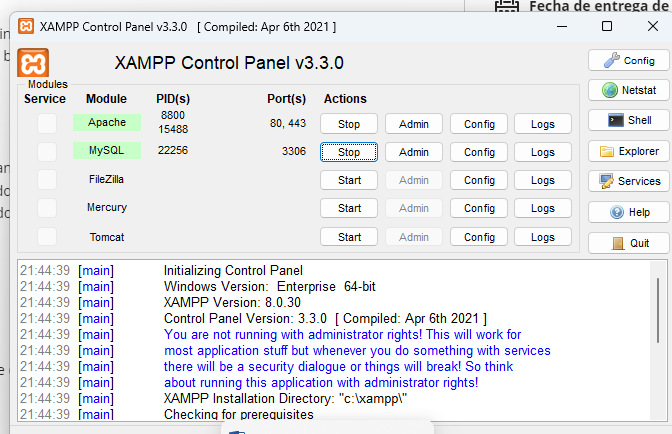 Fecha de entrega de
XAMPP Control Panel v3.3.0 [ Compiled: Apr 6th 2021 ]
XAMPP Control Panel v3.3.0
Config
Modules
Service Module PID(s) Port(s) Actions
Netstat
Apache 8800 15488 80, 443 Stop Admin Config Logs
Shell
MySQL 22256 3306 Stop Admin Config Logs
Explorer
FileZilla Start Admin Config Logs
Services
Mercury Start Admin Config Logs
Help
Tomcat Start Admin Config Logs
Quit
21:44:39 [main] Initializing Control Panel
21:44:39 [main] Windows Version: Enterprise 64-bit
21:44:39 [main] XAMPP Version: 8.0.30
21:44:39 [main] Control Panel Version: 3.3.0 [ Compiled: Apr 6th 2021 ]
21:44:39 [main] You are not running with administrator rights! This will work for
21:44:39 [main] most application stuff but whenever you do something with services
21:44:39 [main] there will be a security dialogue or things will break! So think
21:44:39 [main] about running this application with administrator rights!
21:44:39 [main] XAMPP Installation Directory: "c:\xampp\"
21:44:39 [main] Checking for prerequisites